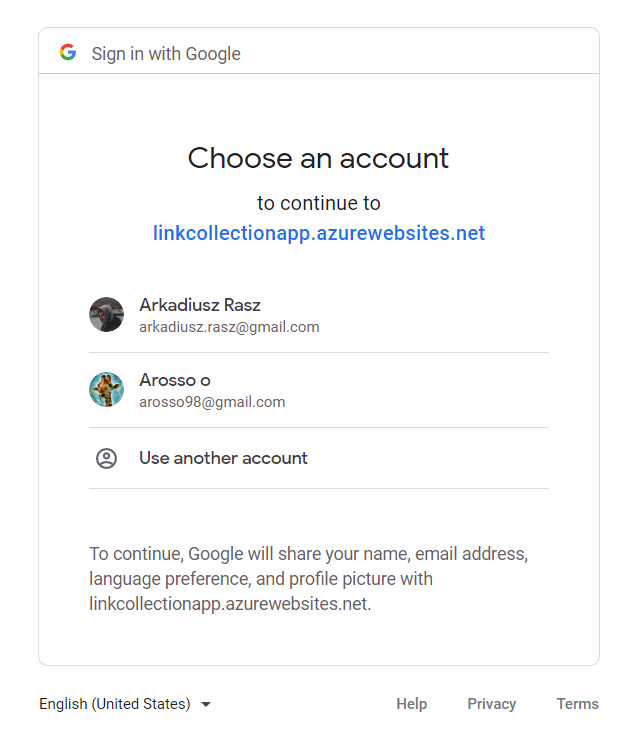 Sign in with Google
Choose an account
to continue to
linkcollectionapp.azurewebsites.net
Arkadiusz Rasz
arkadiusz.rasz@gmail.com
Arosso o
arosso98@gmail.com
Use another account
To continue, Google will share your name, email address,
language preference, and profile picture with
linkcollectionapp.azurewebsites.net.
English (United States)
Help Privacy Terms